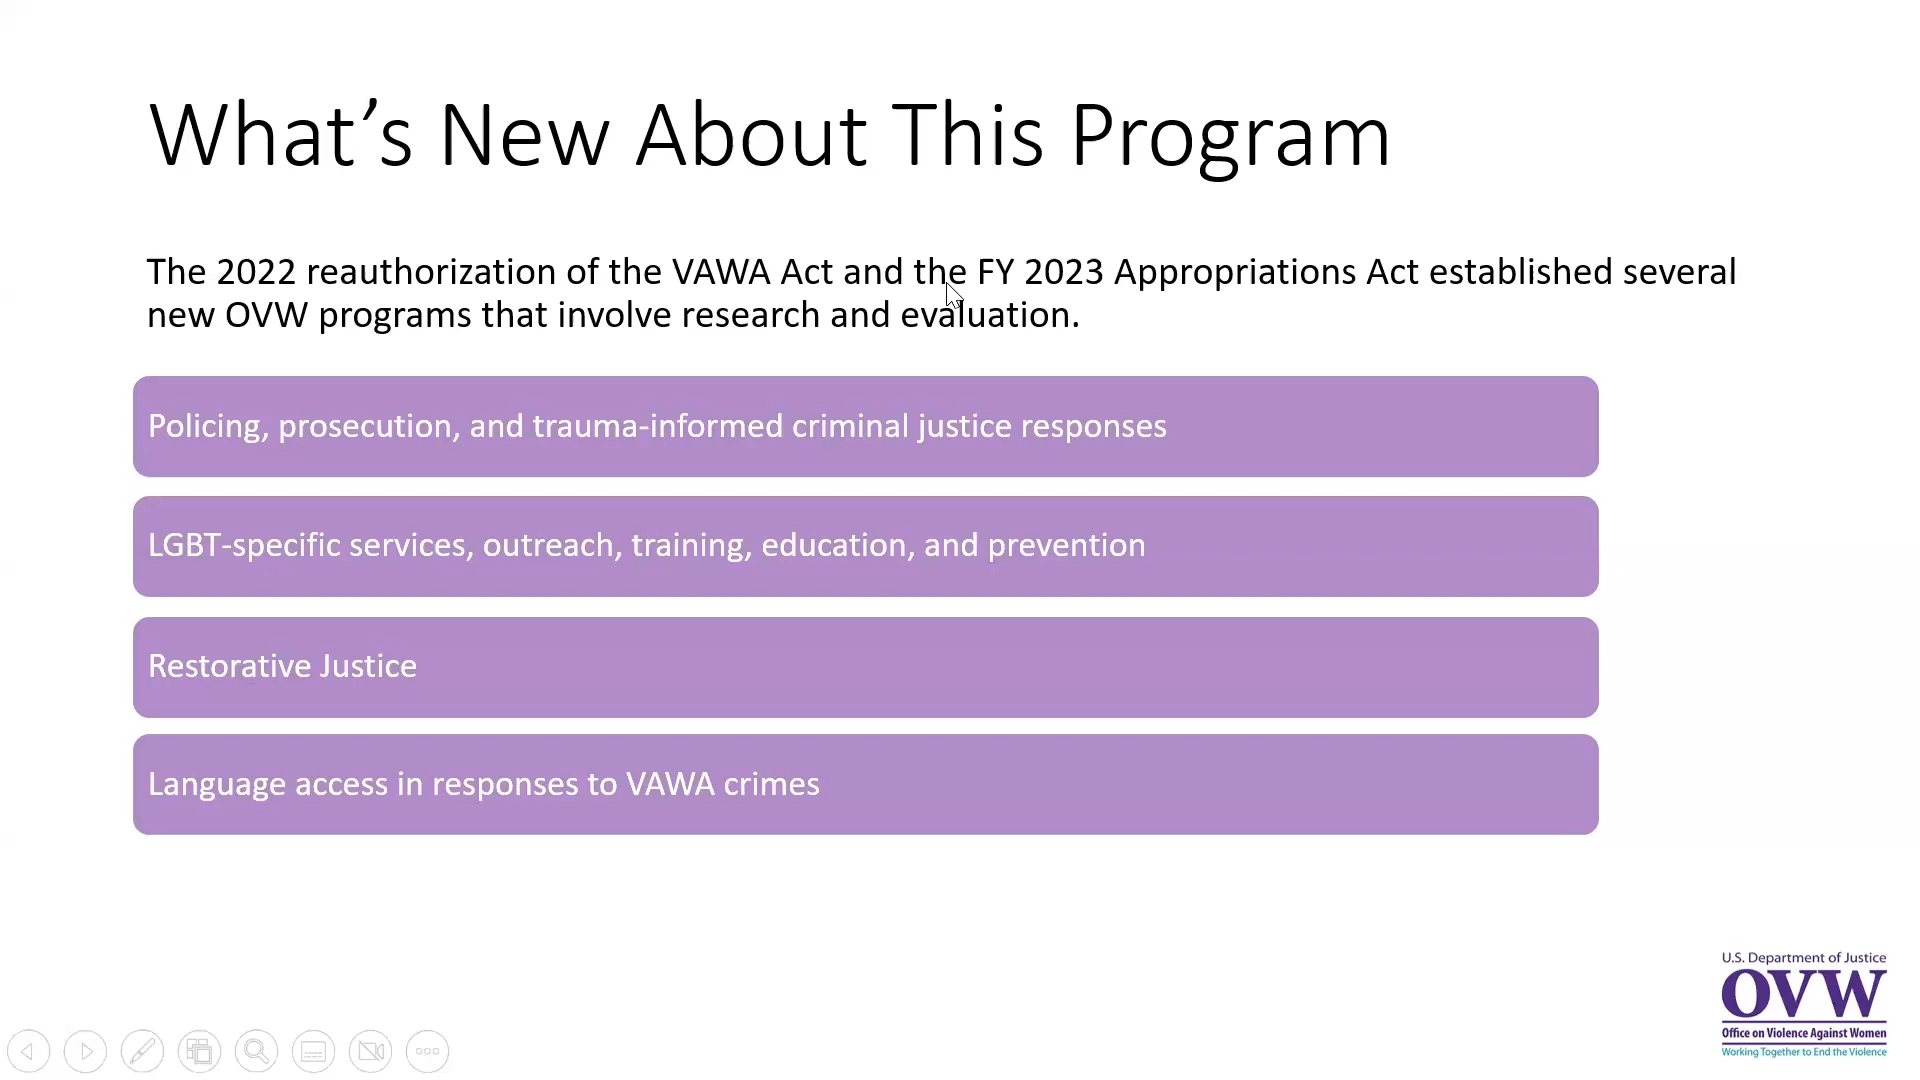 What’s New About This Program
The 2022 reauthorization of the VAWA Act and the FY 2023 Appropriations Act established several
new OVW programs that involve research and evaluation.
Policing, prosecution, and trauma-informed criminal justice responses
LGBT-specific services, outreach, training, education, and prevention
Restorative Justice
Language access in responses to VAWA crimes
U.S. Department of Justice
OVW
Office on Violence Against Women
Working Together to End the Violence